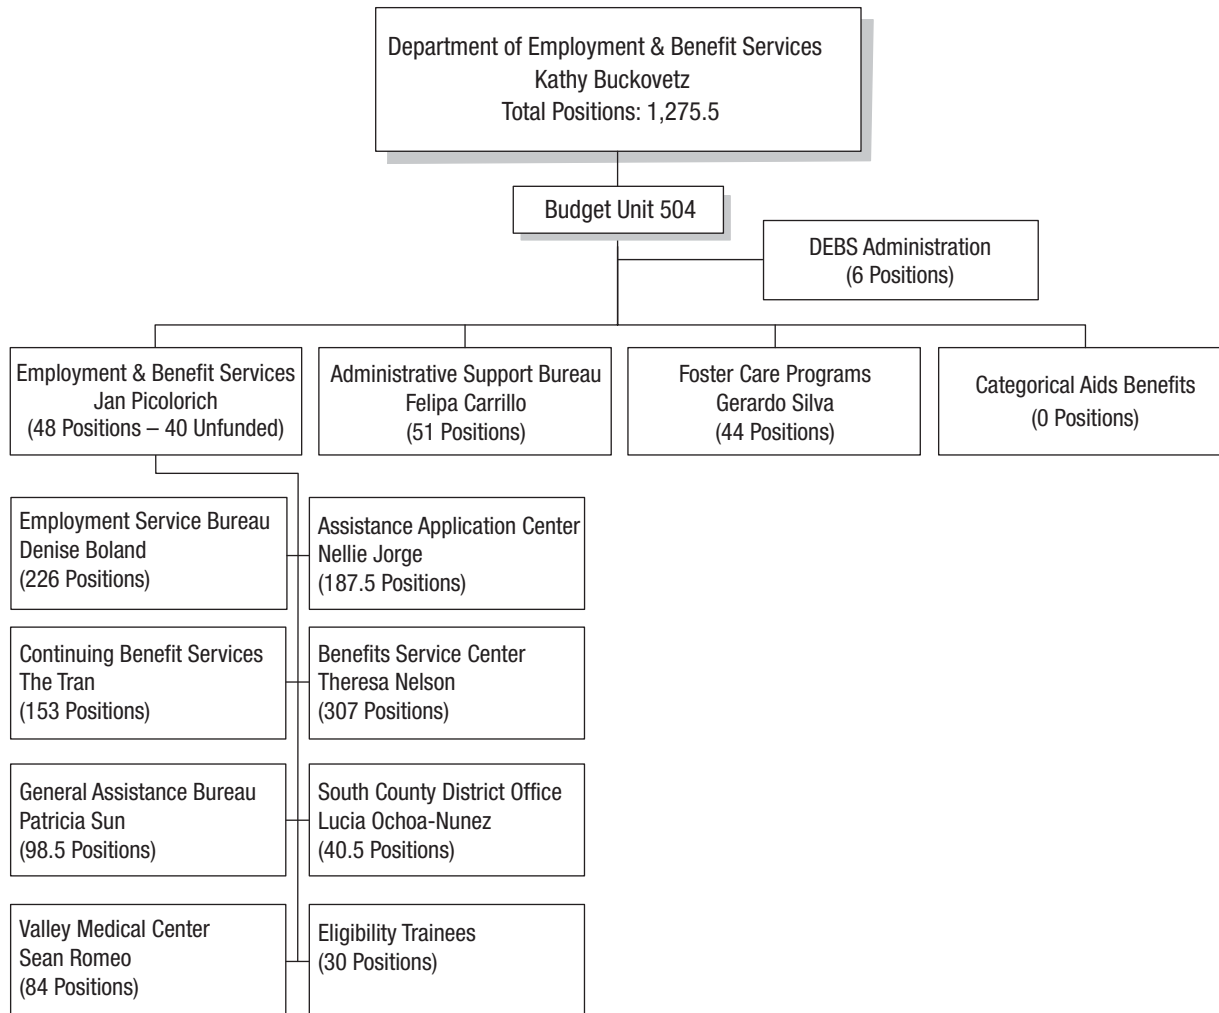 Department of Employment & Benefit Services
Kathy Buckovetz
Total Positions: 1,275.5
Budget Unit 504
DEBS Administration
(6 Positions)
Employment & Benefit Services
Jan Picolorich
(48 Positions – 40 Unfunded)
Administrative Support Bureau
Felipa Carrillo
(51 Positions)
Foster Care Programs
Gerardo Silva
(44 Positions)
Categorical Aids Benefits
(0 Positions)
Employment Service Bureau
Denise Boland
(226 Positions)
Assistance Application Center
Nellie Jorge
(187.5 Positions)
Continuing Benefit Services
The Tran
(153 Positions)
Benefits Service Center
Theresa Nelson
(307 Positions)
General Assistance Bureau
Patricia Sun
(98.5 Positions)
South County District Office
Lucia Ochoa-Nunez
(40.5 Positions)
Valley Medical Center
Sean Romeo
(84 Positions)
Eligibility Trainees
(30 Positions)